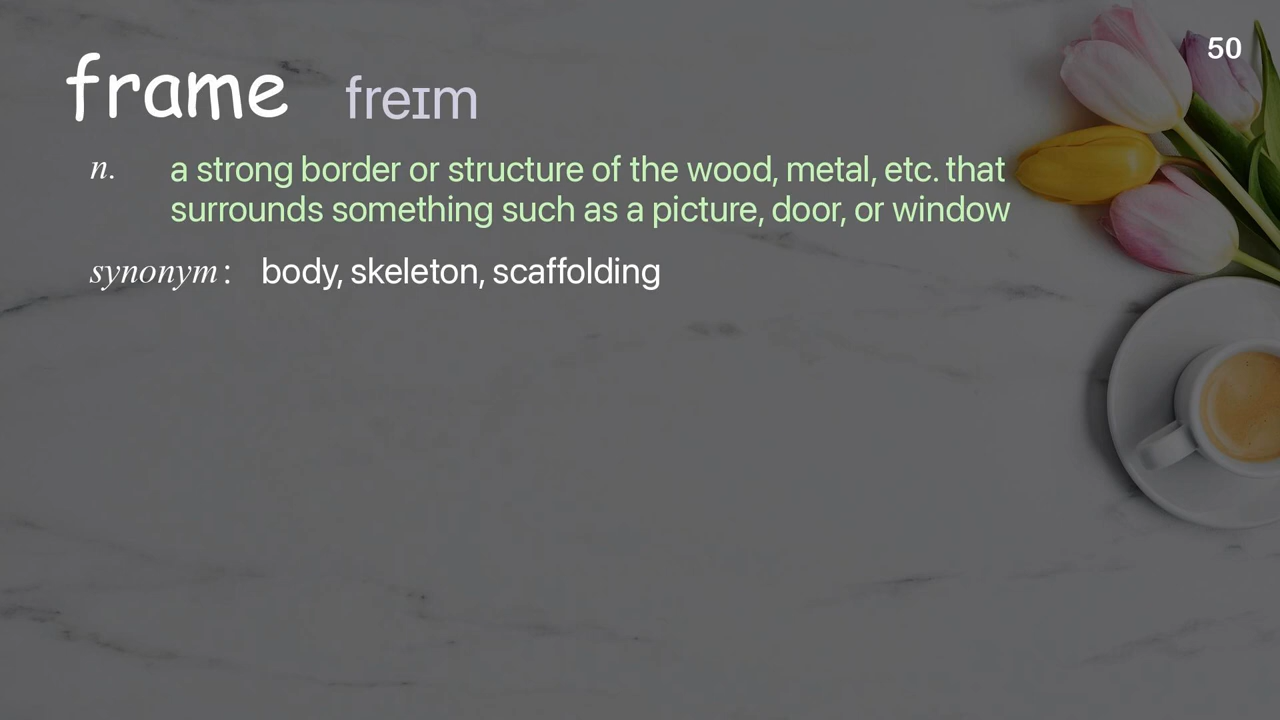 50
frame freɪm
n. a strong border or structure of the wood, metal, etc. that
surrounds something such as a picture, door, or window
synonym : body, skeleton, scaffolding